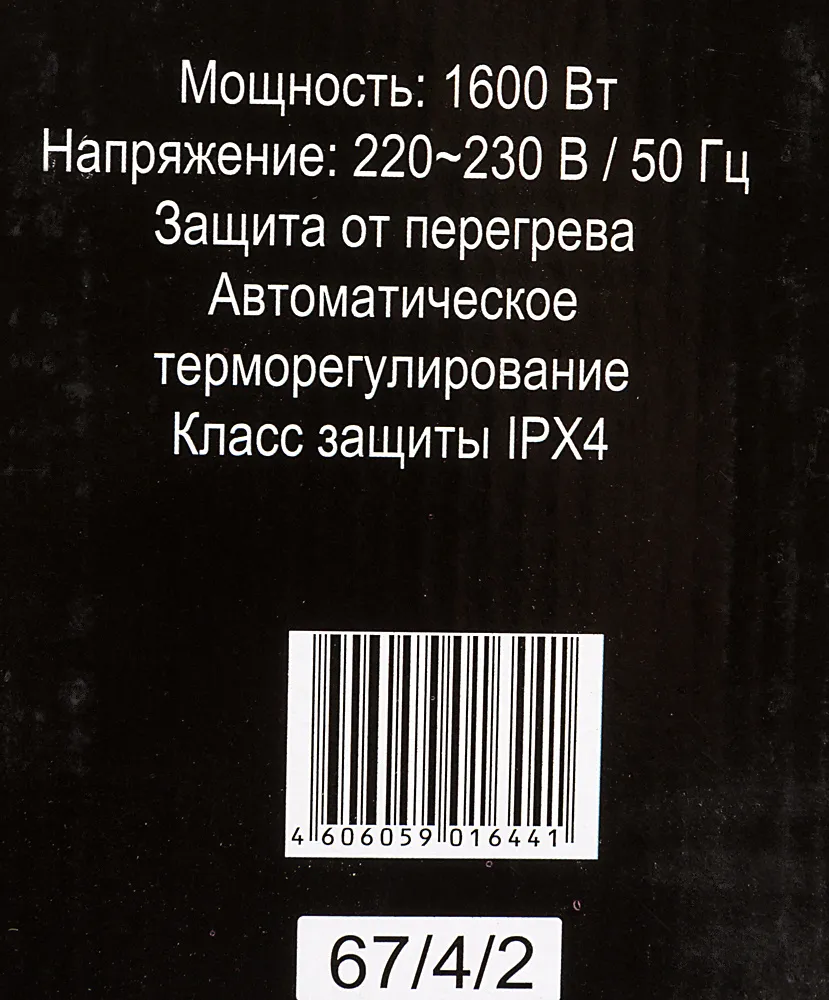 Мощность: 1600 Вт
Напряжение: 220~230 В / 50 Гц
Защита от перегрева
Автоматическое
терморегулирование
Класс защиты IPX4
4 606059 016441
67/4/2